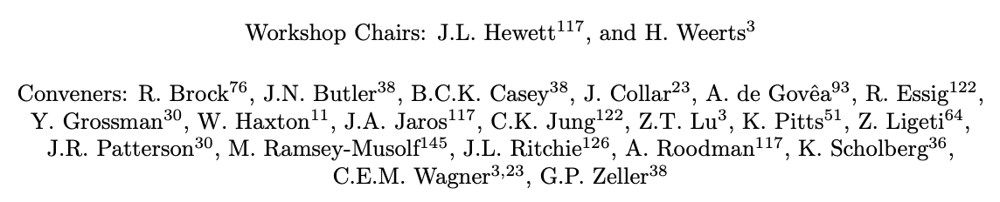 Workshop Chairs: J.L. Hewett117, and H. Weerts3
Conveners: R. Brock76, J.N. Butler38, B.C.K. Casey38, J. Collar23, A. de Govêa93, R. Essig122,
Y. Grossman30, W. Haxton11, J.A. Jaros117, C.K. Jung122, Z.T. Lu3, K. Pitts51, Z. Ligeti64,
J.R. Patterson30, M. Ramsey-Musolf145, J.L. Ritchie126, A. Roodman117, K. Scholberg36,
C.E.M. Wagner3,23, G.P. Zeller38